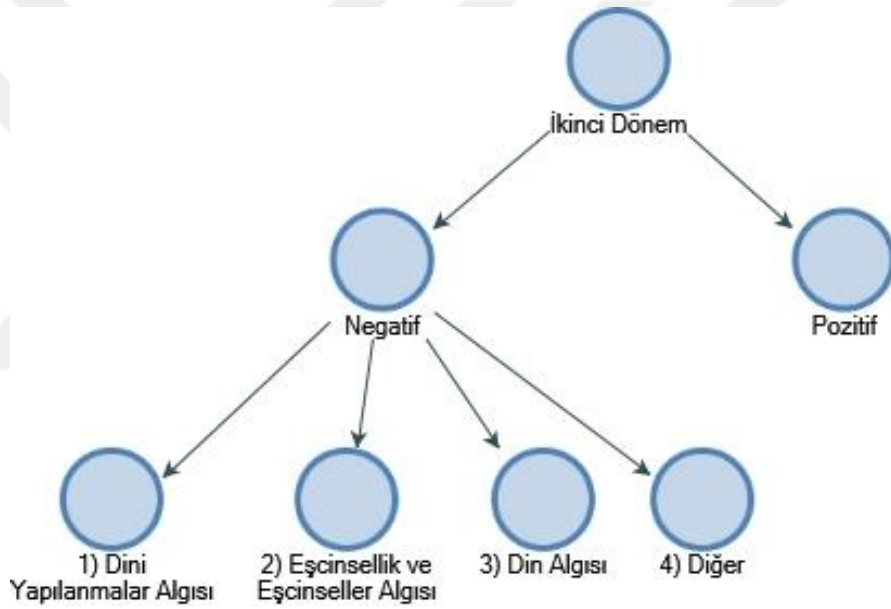 İkinci Dönem
Negatif
Pozitif
1) Dini
Yapılanmalar Algısı
2) Eşcinsellik ve
Eşcinseller Algısı
3) Din Algısı
4) Diğer